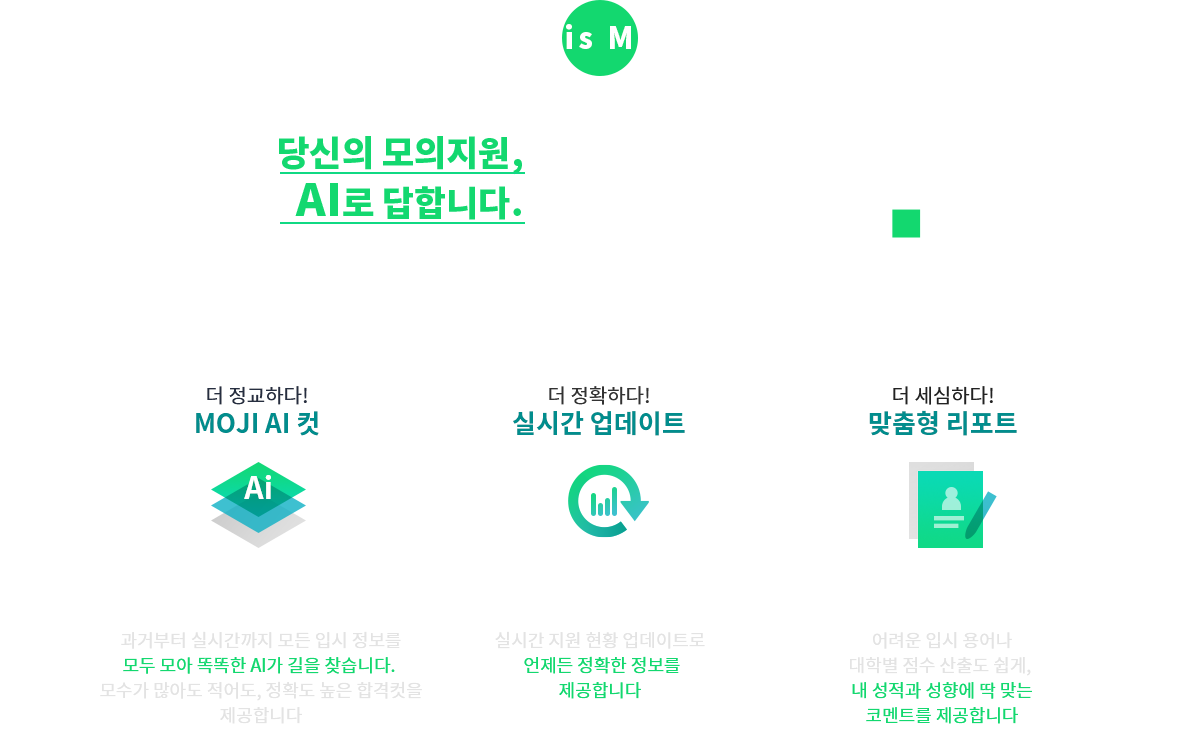 is M
당신의 모의지원,
AI로 답합니다.
더 정교하다!
MOJI AI 컷
Ai
과거부터 실시간까지 모든 입시 정보를
모두 모아 똑똑한 AI가 길을 찾습니다.
모수가 많아도 적어도, 정확도 높은 합격컷을
제공합니다
더 정확하다!
실시간 업데이트
실시간 지원 현황 업데이트로
언제든 정확한 정보를
제공합니다
더 세심하다!
맞춤형 리포트
어려운 입시 용어나
대학별 점수 산출도 쉽게,
내 성적과 성향에 딱 맞는
코멘트를 제공합니다